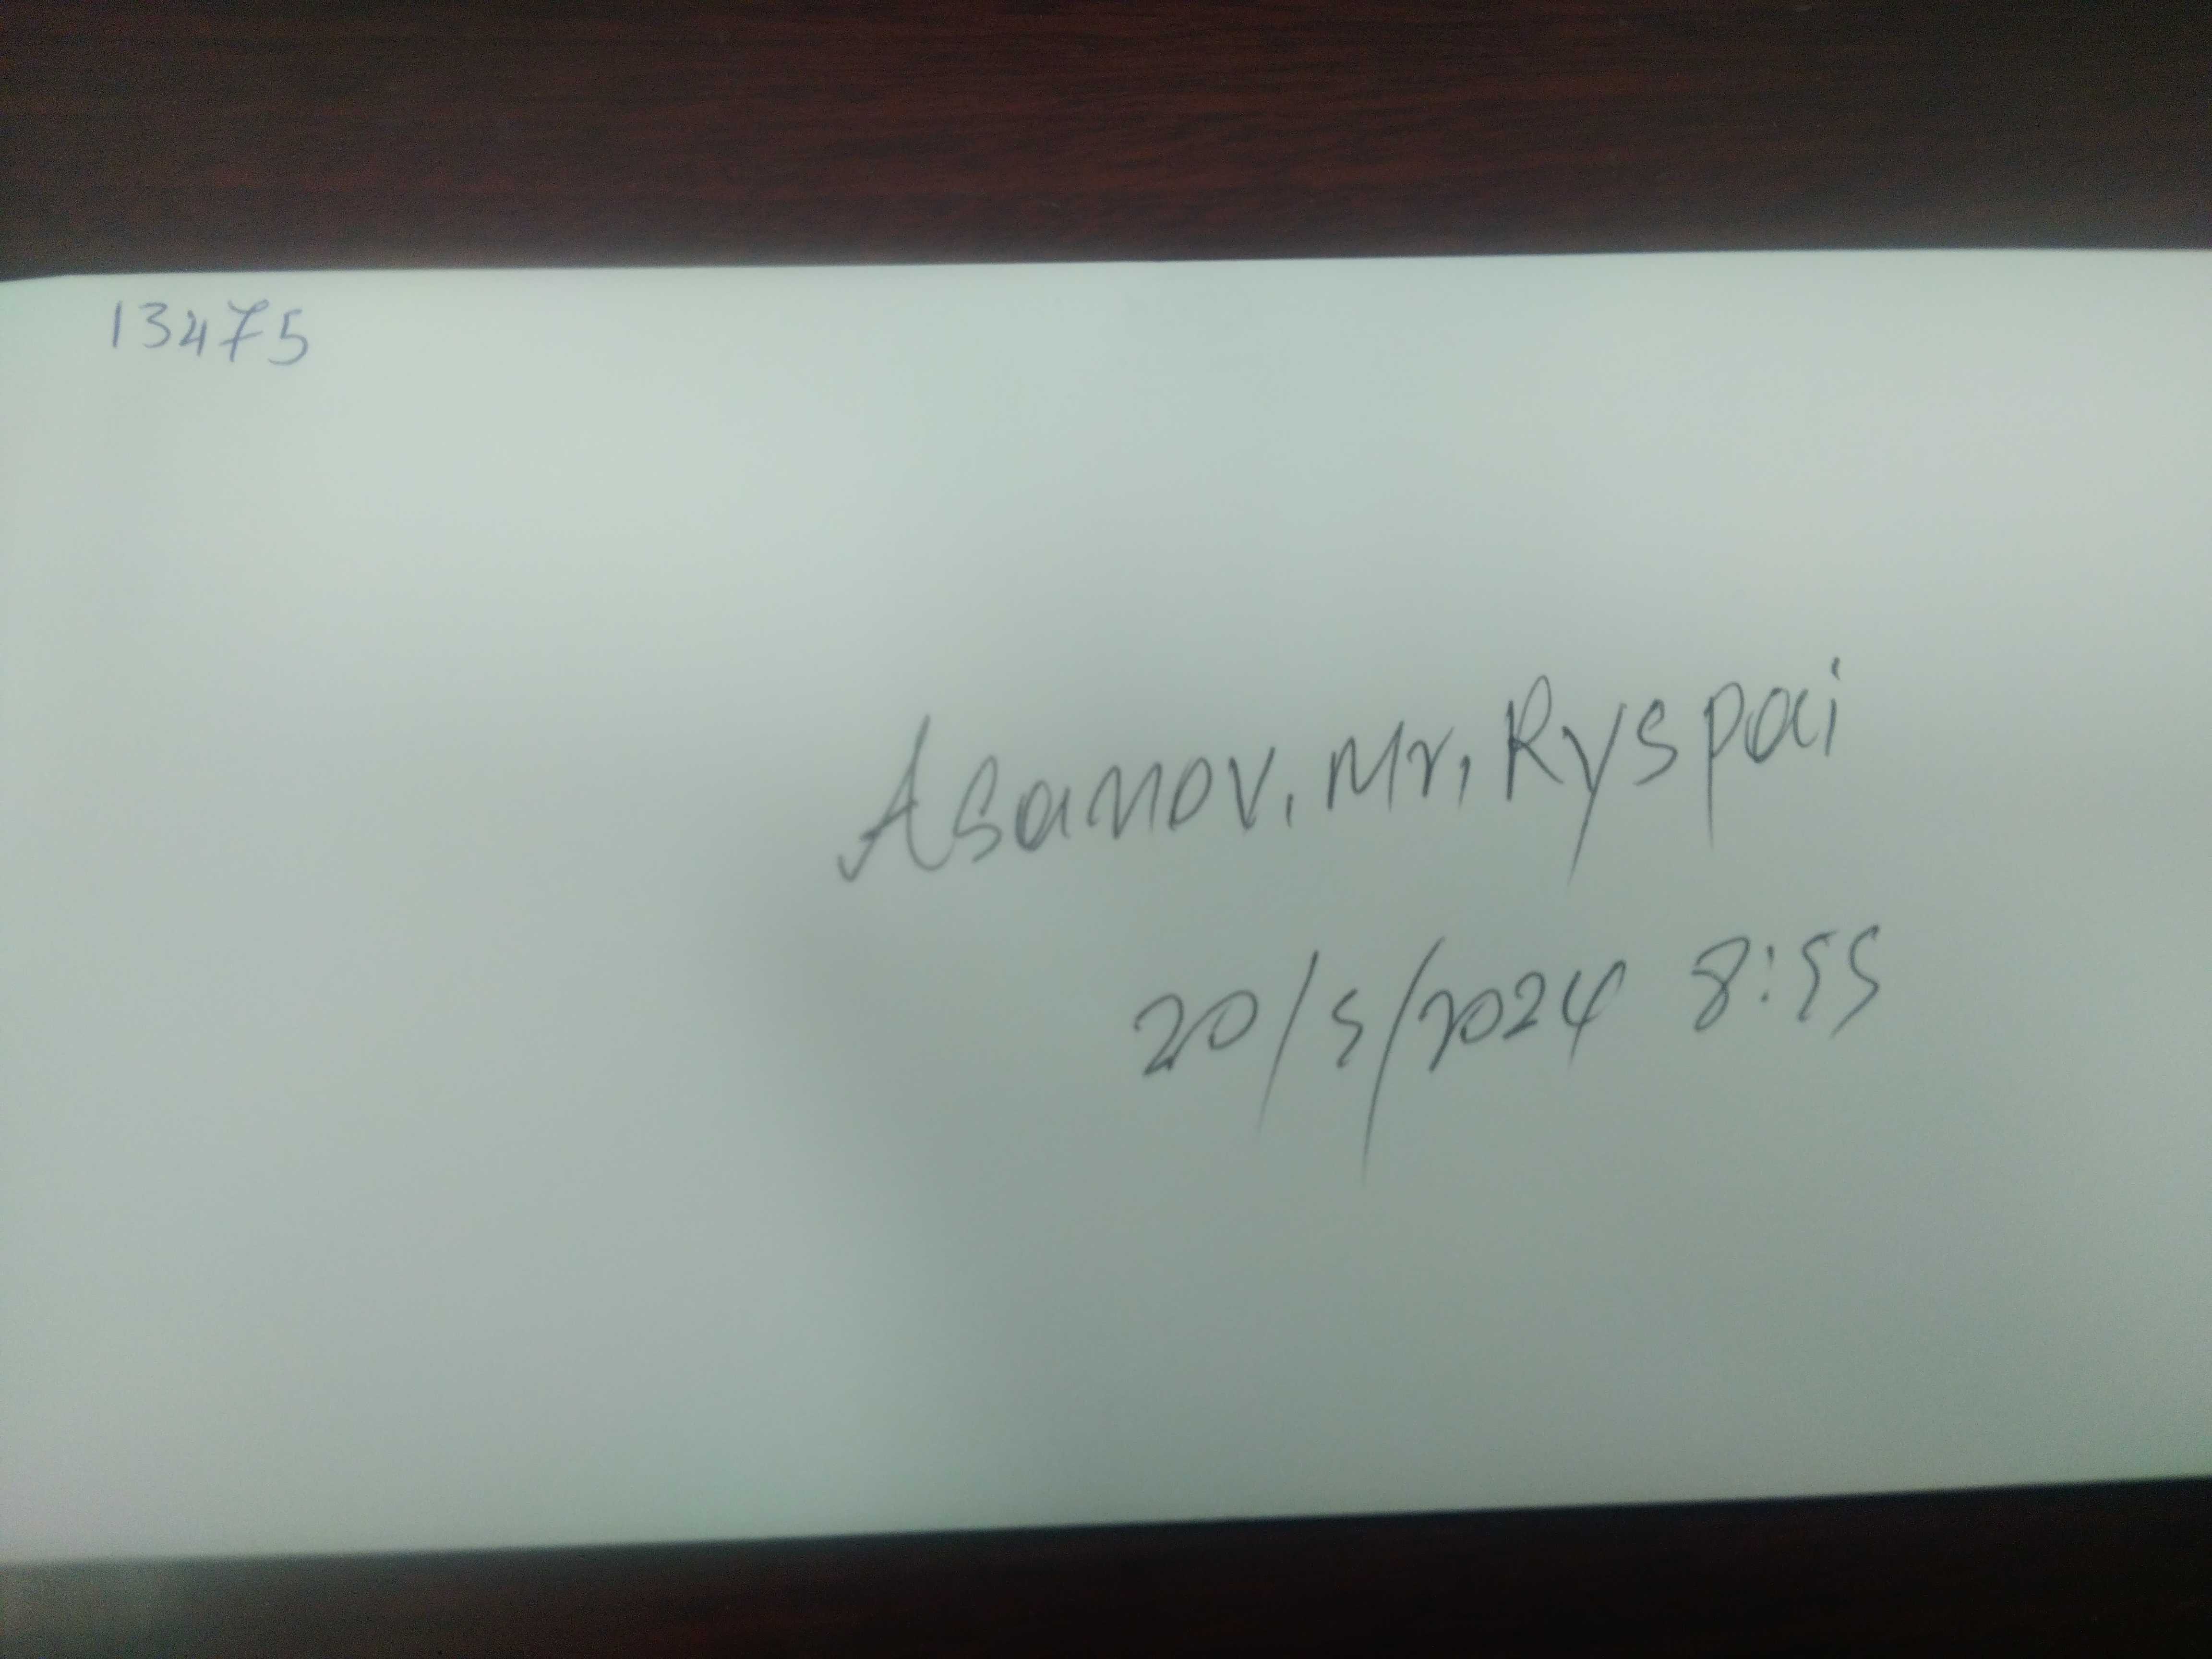 13475
Asanov, Mr, Ryspai
20/5/2024 8:55